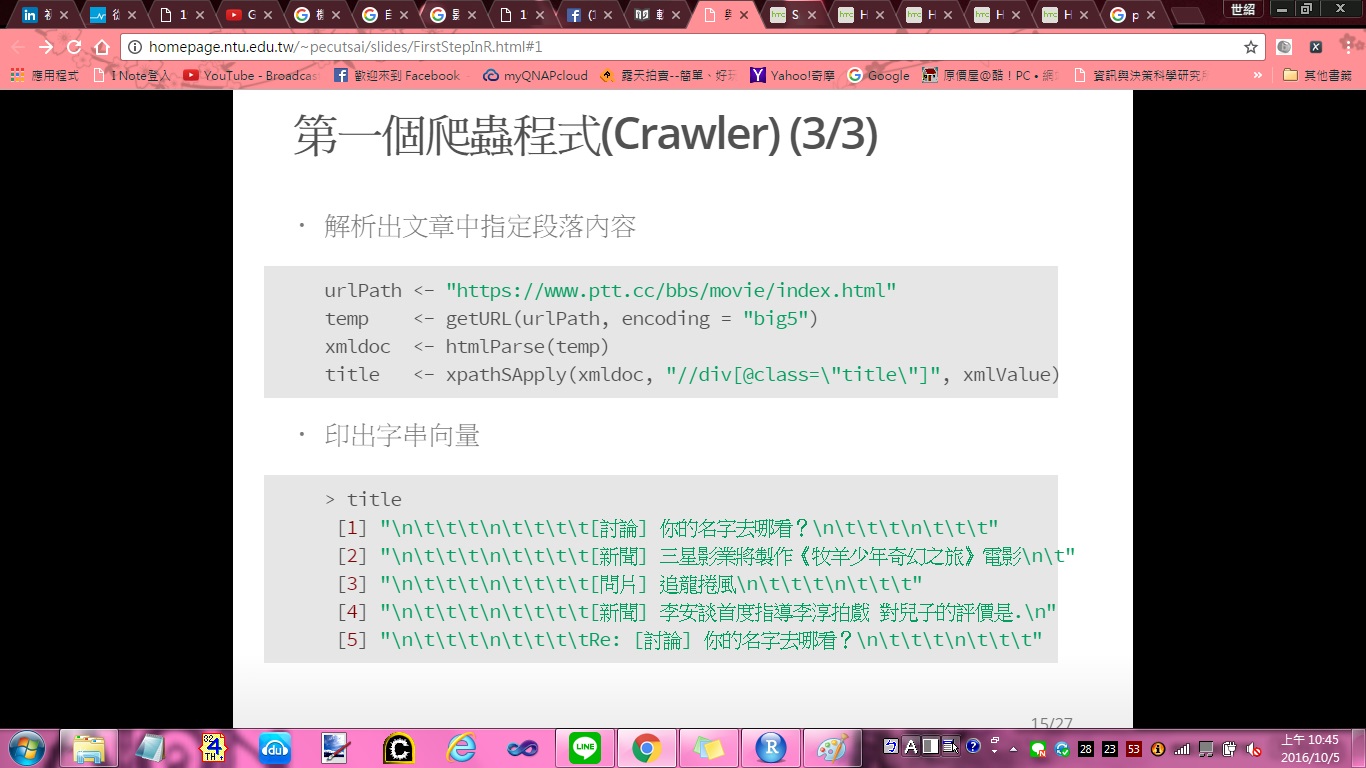 世紹
homepage.ntu.edu.tw/~pecutsai/slides/FirstStepInR.html#1
應用程式
I Note登入
YouTube - Broadcas
歡迎來到 Facebook
myQNAPcloud
露天拍賣--簡單、好玩
Yahoo!奇摩
Google
原價屋@酷！PC • 網
資訊與決策科學研究
»
其他書籤
第一個爬蟲程式(Crawler) (3/3)
• 解析出文章中指定段落內容
urlPath <- "https://www.ptt.cc/bbs/movie/index.html"
temp    <- getURL(urlPath, encoding = "big5")
xmldoc  <- htmlParse(temp)
title   <- xpathSApply(xmldoc, "//div[@class=\"title\"]", xmlValue)
• 印出字串向量
> title
[1] "\n\t\t\t\n\t\t\t\t[討論] 你的名字去哪看？\n\t\t\t\n\t\t\t"
[2] "\n\t\t\t\n\t\t\t\t[新聞] 三星影業將製作《牧羊少年奇幻之旅》電影\n\t"
[3] "\n\t\t\t\n\t\t\t\t[問片] 追龍捲風\n\t\t\t\n\t\t\t"
[4] "\n\t\t\t\n\t\t\t\t[新聞] 李安談首度指導李淳拍戲 對兒子的評價是.\n"
[5] "\n\t\t\t\n\t\t\t\tRe: [討論] 你的名字去哪看？\n\t\t\t\n\t\t\t"
15/27
du
LINE
R
A
28
23
53
上午 10:45
2016/10/5